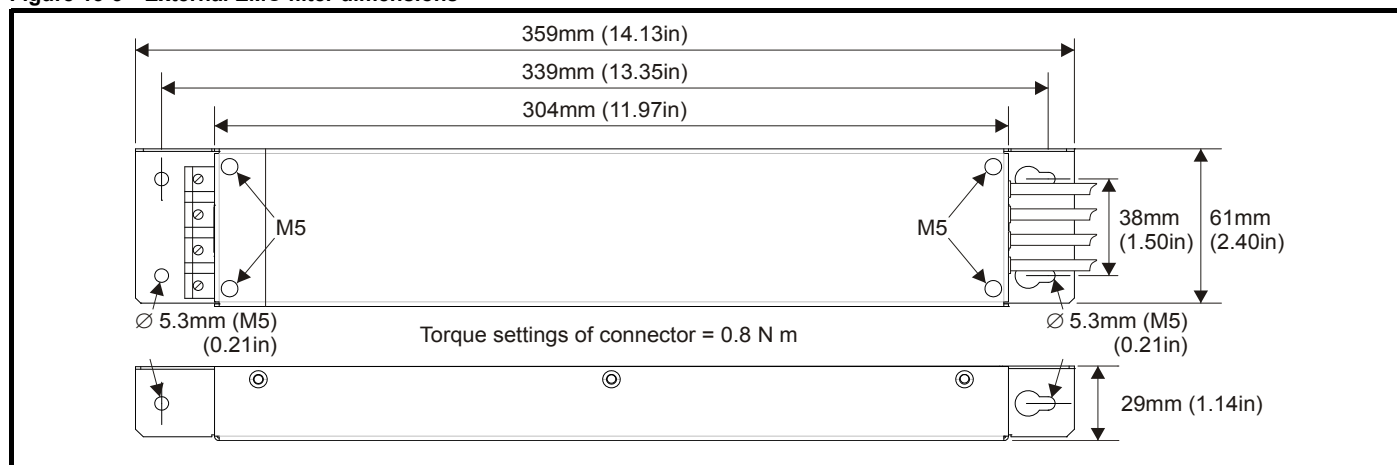 359mm (14.13in)
339mm (13.35in)
304mm (11.97in)
M5
M5
38mm
(1.50in)
61mm
(2.40in)
∅ 5.3mm (M5)
(0.21in)
Torque settings of connector = 0.8 N m
∅ 5.3mm (M5)
(0.21in)
29mm (1.14in)